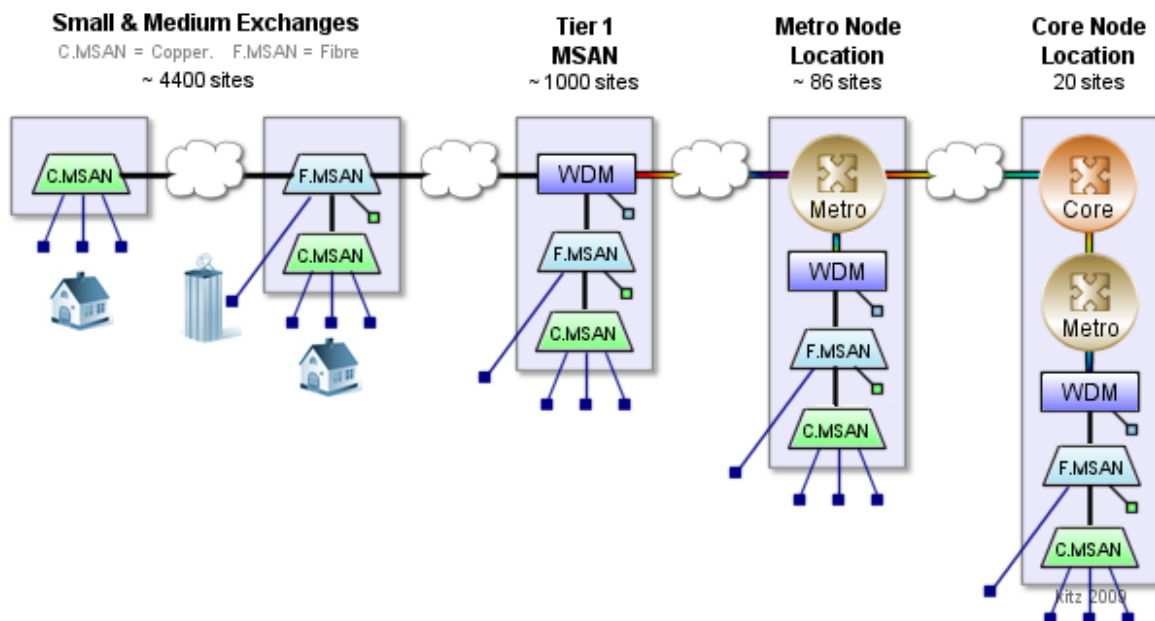 Small & Medium Exchanges
C.MSAN = Copper. F.MSAN = Fibre
~ 4400 sites
Tier 1
MSAN
~ 1000 sites
Metro Node
Location
~ 86 sites
Core Node
Location
20 sites
C.MSAN
F.MSAN
C.MSAN
WDM
F.MSAN
C.MSAN
Metro
WDM
F.MSAN
C.MSAN
Core
Metro
WDM
F.MSAN
C.MSAN
kitz 2009